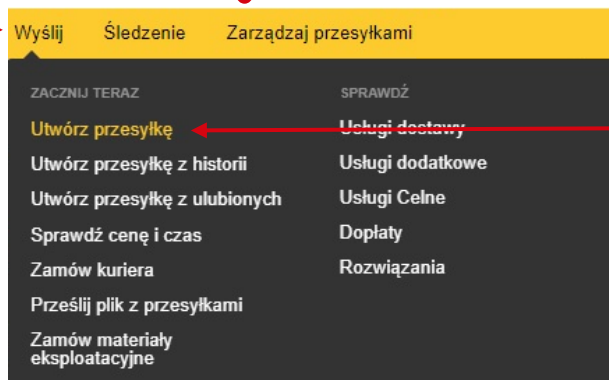 Wyślij Śledzenie Zarządzaj przesyłkami
ZACZNIJ TERAZ
Utwórz przesyłkę
Utwórz przesyłkę z historii
Utwórz przesyłkę z ulubionych
Sprawdź cenę i czas
Zamów kuriera
Prześlij plik z przesyłkami
Zamów materiały
eksploatacyjne
SPRAWDŹ
Usługi dostawy
Usługi dodatkowe
Usługi Celne
Dopłaty
Rozwiązania